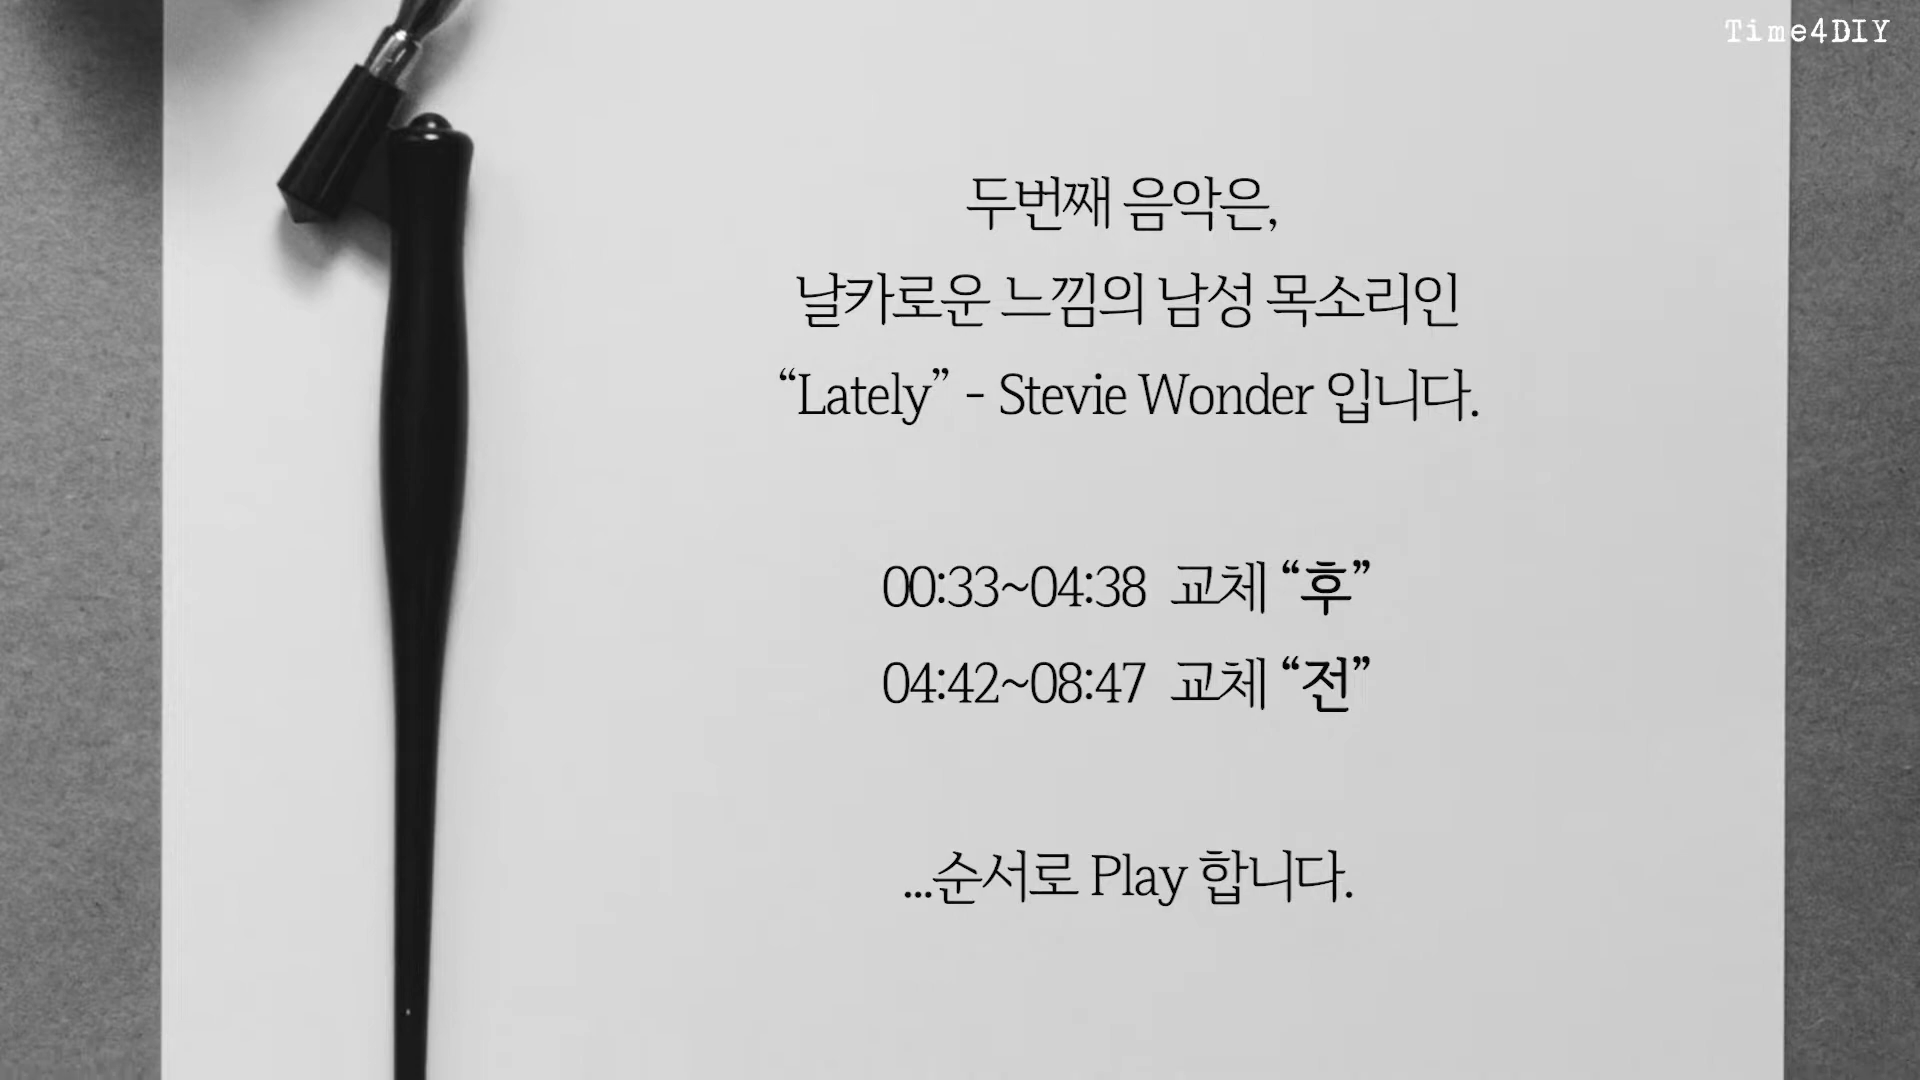 Time4DIY
두번째 음악은,
날카로운 느낌의 남성 목소리인
“Lately” - Stevie Wonder 입니다.
00:33~04:38 교체 “후”
04:42~08:47 교체 “전”
...순서로 Play 합니다.